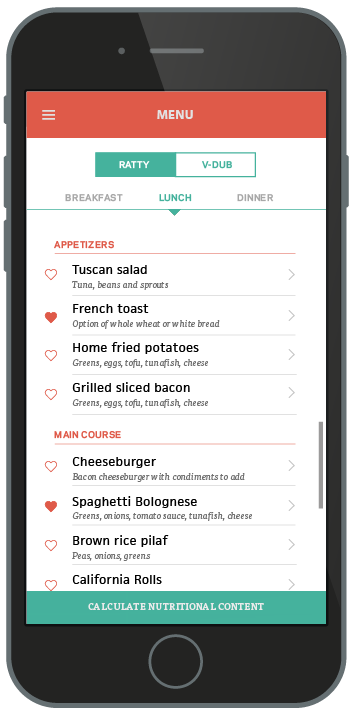 MENU
RATTY V-DUB
BREAKFAST LUNCH DINNER
APPETIZERS
Tuscan salad
Tuna, beans and sprouts
French toast
Option of whole wheat or white bread
Home fried potatoes
Greens, eggs, tofu, tunafish, cheese
Grilled sliced bacon
Greens, eggs, tofu, tunafish, cheese
MAIN COURSE
Cheeseburger
Bacon cheeseburger with condiments to add
Spaghetti Bolognese
Greens, onions, tomato sauce, tunafish, cheese
Brown rice pilaf
Peas, onions, greens
California Rolls
CALCULATE NUTRITIONAL CONTENT